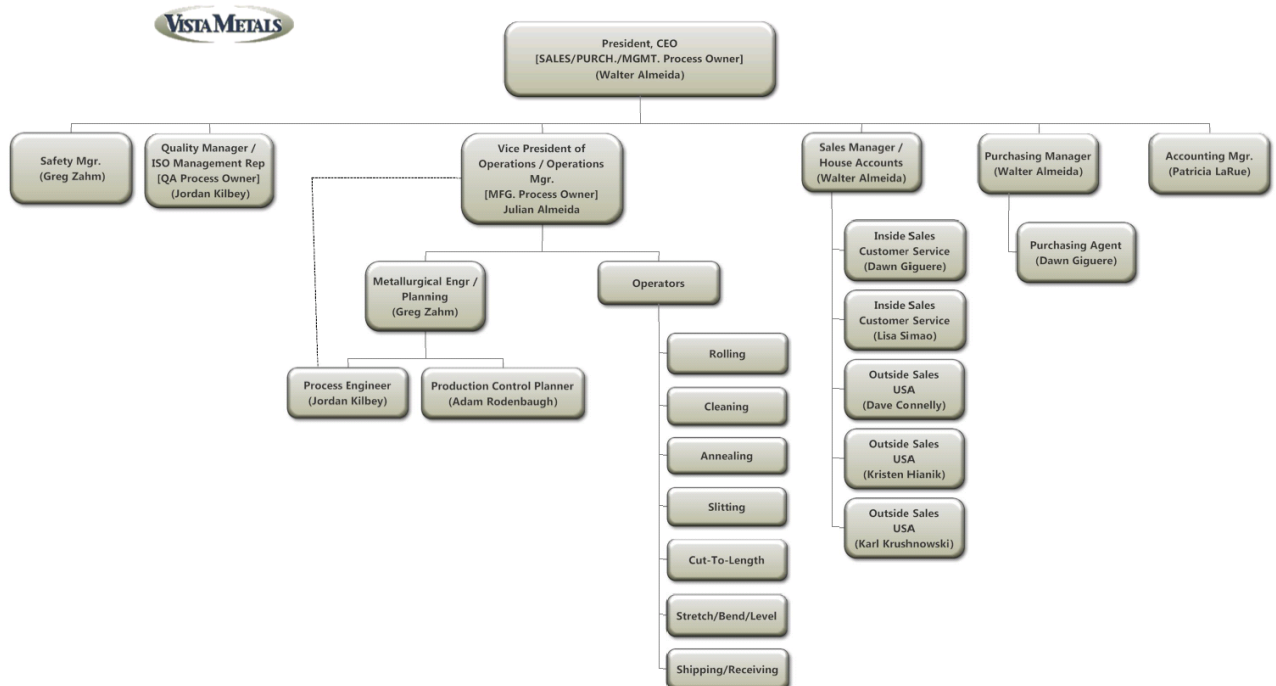 VISTA METALS
President, CEO
[SALES/PURCH./MGMT. Process Owner]
(Walter Almeida)
Safety Mgr.
(Greg Zahm)
Quality Manager /
ISO Management Rep
[QA Process Owner]
(Jordan Kilbey)
Vice President of
Operations / Operations
Mgr.
[MFG. Process Owner]
Julian Almeida
Sales Manager /
House Accounts
(Walter Almeida)
Purchasing Manager
(Walter Almeida)
Accounting Mgr.
(Patricia LaRue)
Metallurgical Engr /
Planning
(Greg Zahm)
Operators
Process Engineer
(Jordan Kilbey)
Production Control Planner
(Adam Rodenbaugh)
Rolling
Cleaning
Annealing
Slitting
Cut-To-Length
Stretch/Bend/Level
Shipping/Receiving
Inside Sales
Customer Service
(Dawn Giguere)
Inside Sales
Customer Service
(Lisa Simao)
Outside Sales
USA
(Dave Connelly)
Outside Sales
USA
(Kristen Hianik)
Outside Sales
USA
(Karl Krushnowski)
Purchasing Agent
(Dawn Giguere)